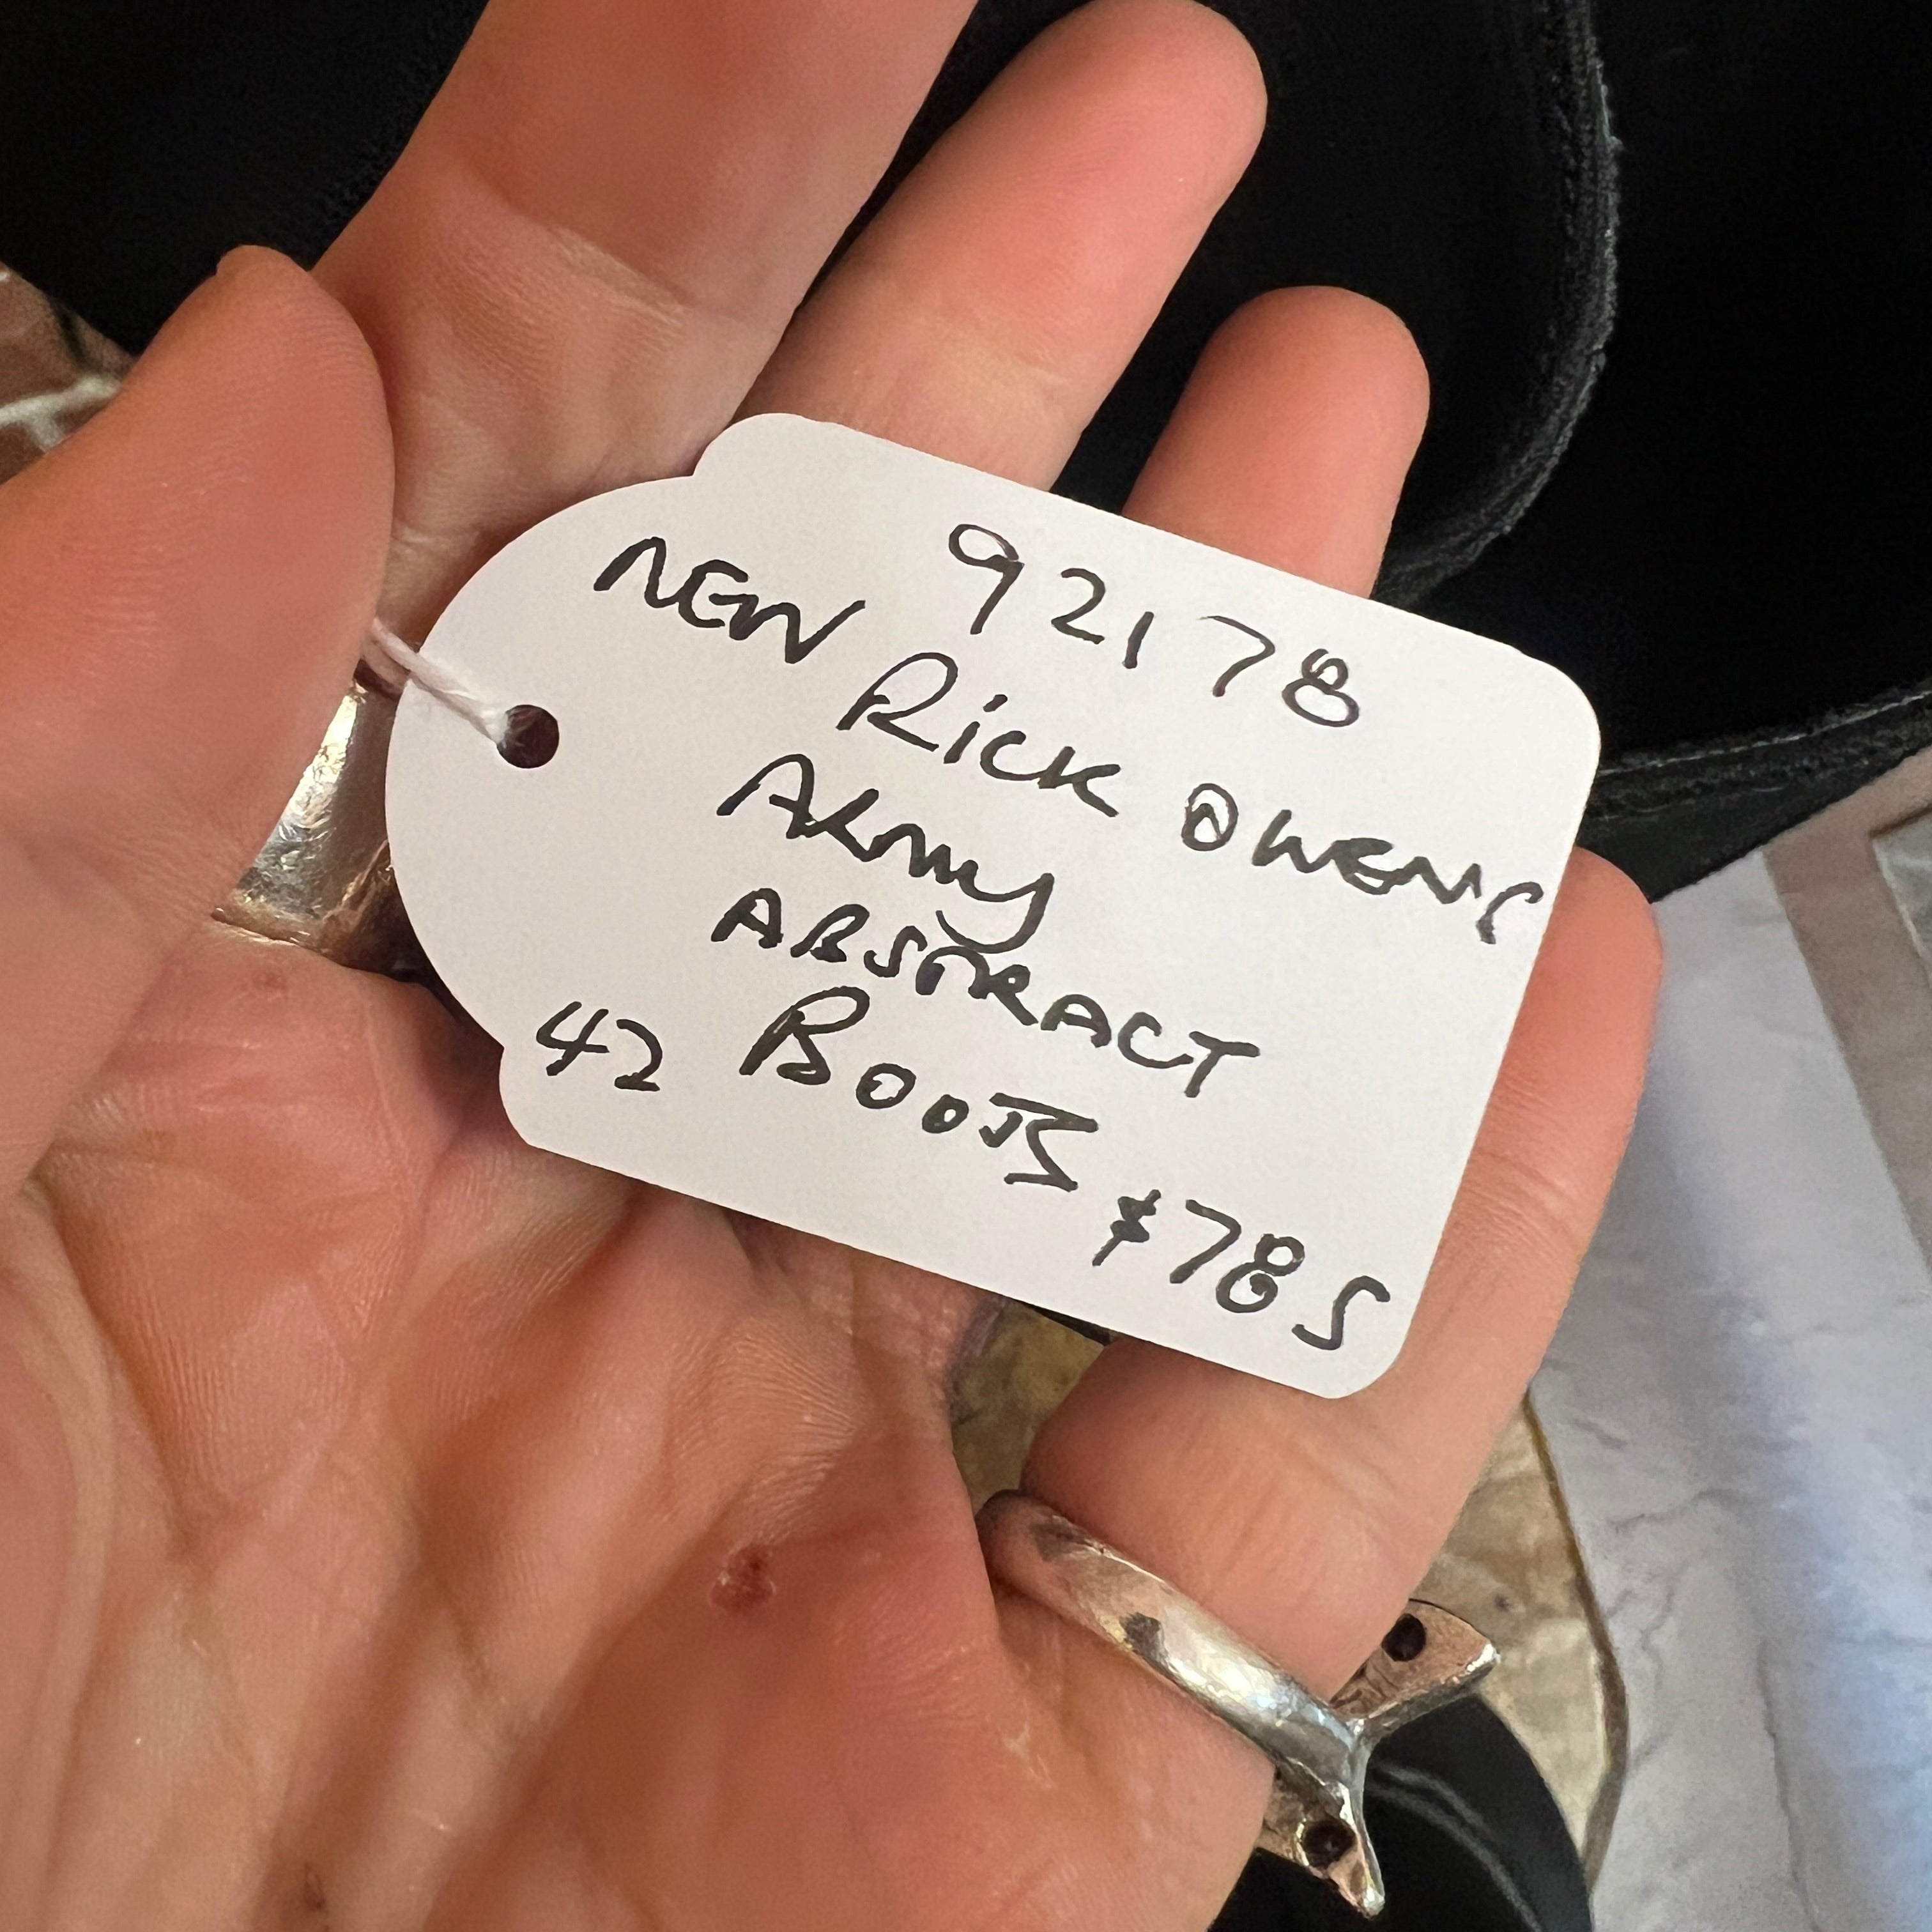 92178
NEW Rick OWENS
Army
ABSTRACT
42 BOOTS
$785